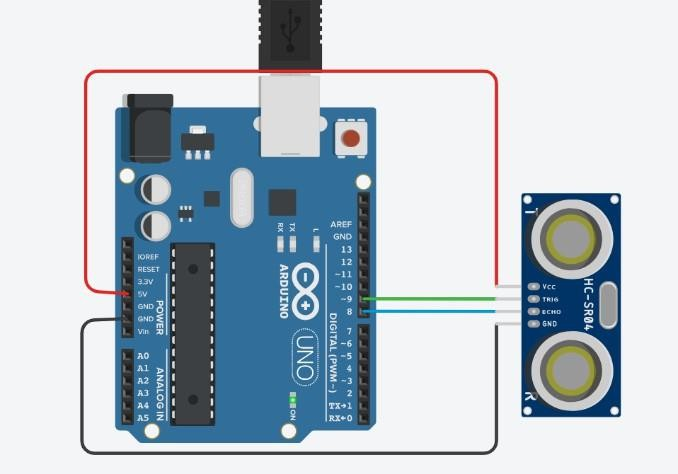 AREF
GND
13
12
~11
~10
~9
8
7
~6
~5
4
~3
2
TX→1
RX←0
DIGITAL (PWM~)
IOREF
RESET
3.3V
5V
GND
GND
Vin
POWER
A0
A1
A2
A3
A4
A5
ANALOG IN
RX
TX
L
ARDUINO
UNO
ON
T
Vcc
TRIG
ECHO
GND
HC-SR04
R